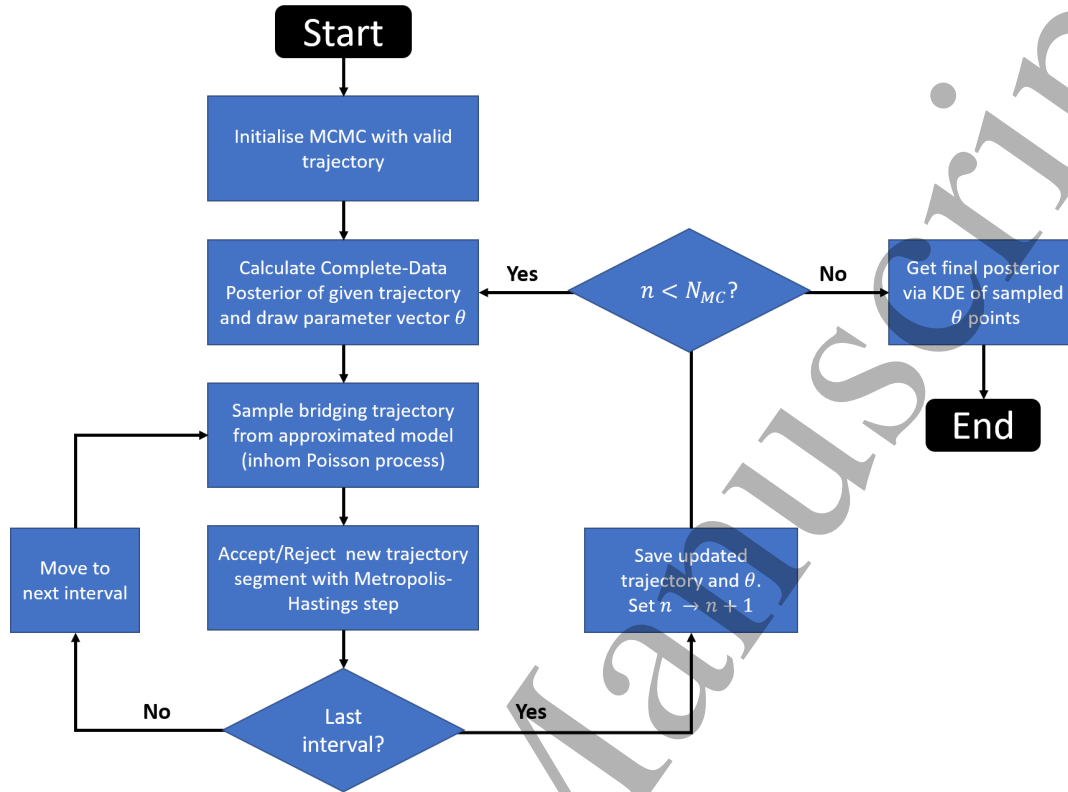 Start
Initialise MCMC with valid
trajectory
Calculate Complete-Data
Posterior of given trajectory
and draw parameter vector θ
Yes
n < N_{MC}?
No
Get final posterior
via KDE of sampled
θ points
Sample bridging trajectory
from approximated model
(inhom Poisson process)
End
Move to
next interval
Accept/Reject new trajectory
segment with Metropolis-
Hastings step
Save updated
trajectory and θ.
Set n → n + 1
No
Last
interval?
Yes